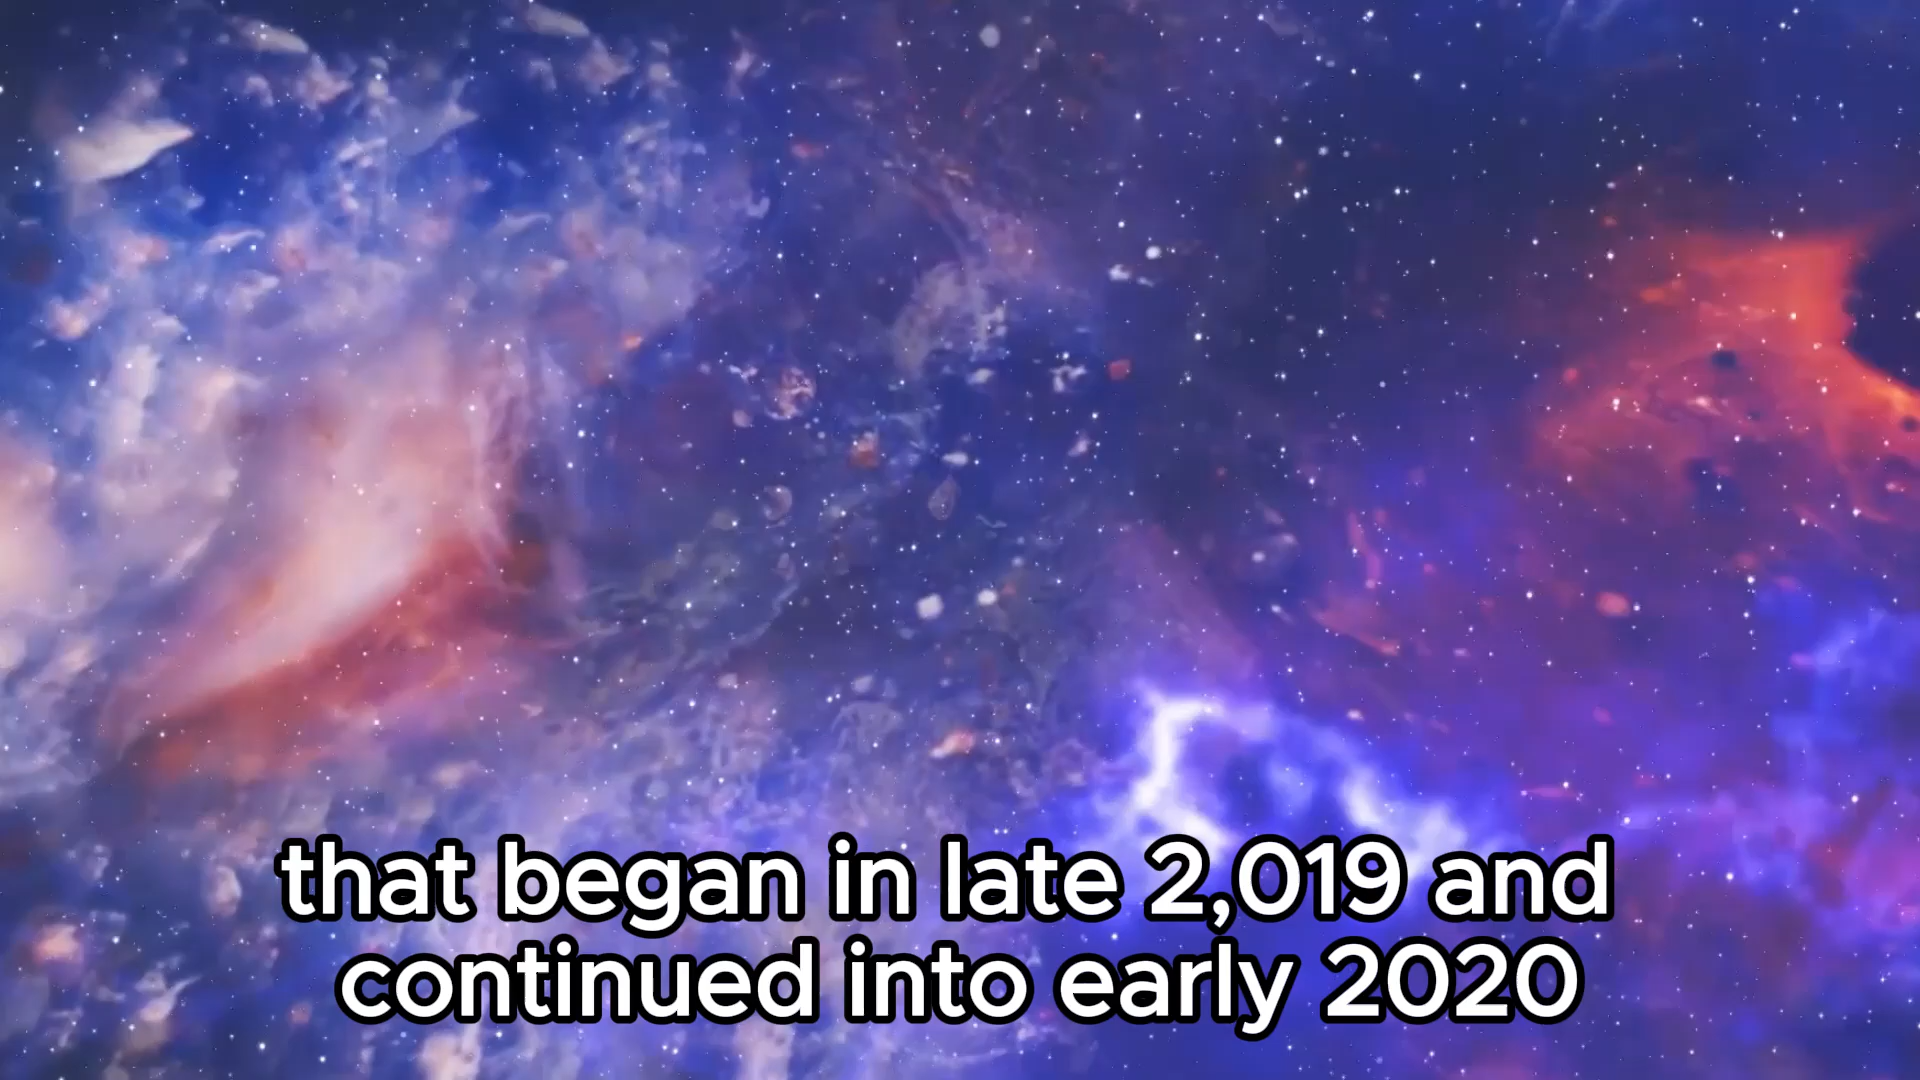 that began in late 2,019 and
continued into early 2020